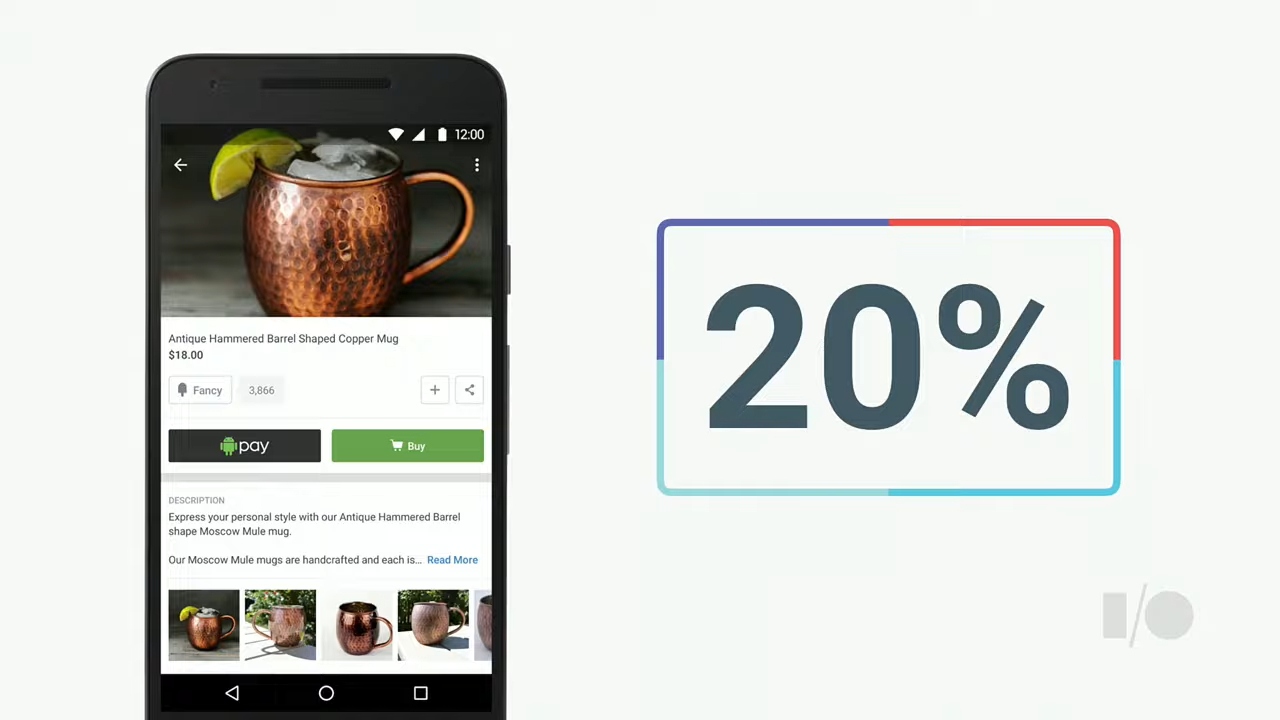 12:00
Antique Hammered Barrel Shaped Copper Mug
$18.00
Fancy
3,866
pay
Buy
DESCRIPTION
Express your personal style with our Antique Hammered Barrel
shape Moscow Mule mug.
Our Moscow Mule mugs are handcrafted and each is... Read More
20%
I/O